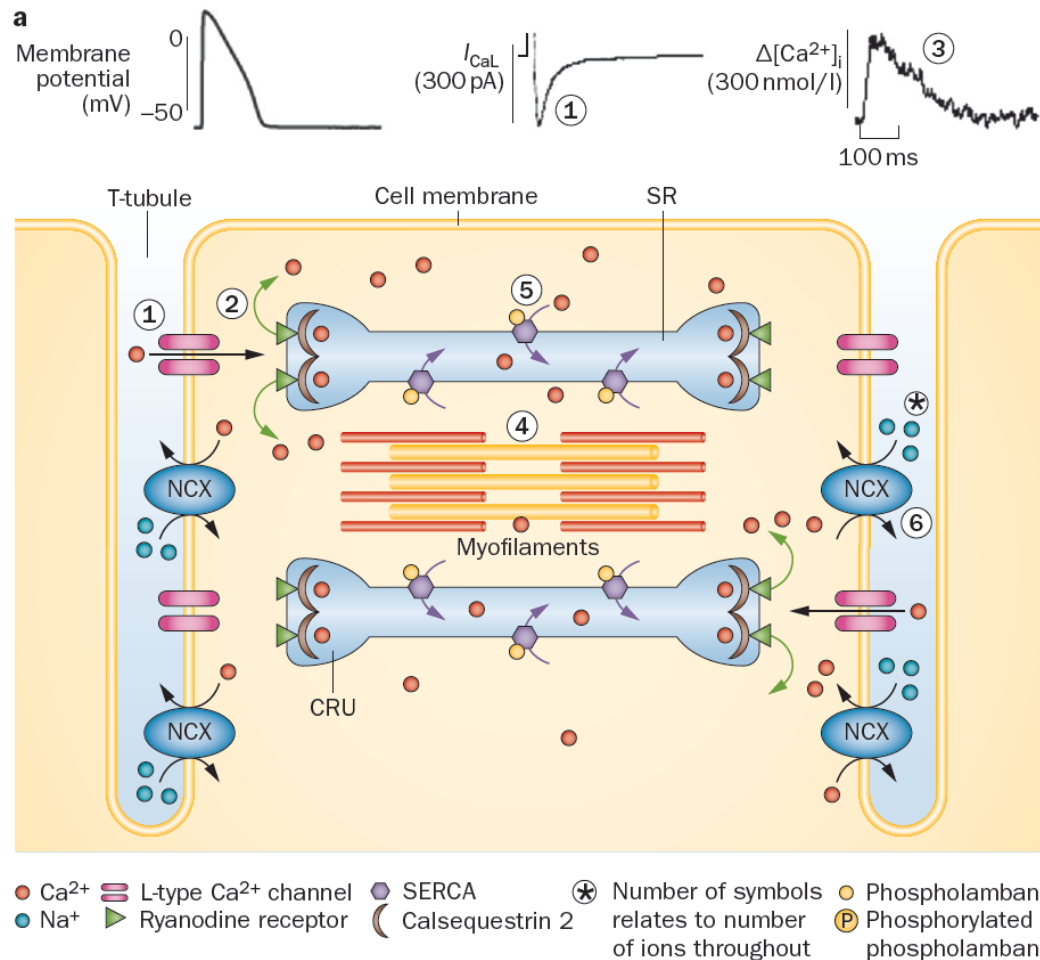 a
Membrane
potential
(mV)
0
–50
I CaL
(300 pA)
1
Δ[Ca2+]i
(300 nmol/l)
3
100 ms
T-tubule
Cell membrane
SR
1
2
5
4
*
NCX
NCX
6
Myofilaments
CRU
NCX
NCX
Ca2+
L-type Ca2+ channel
SERCA
* Number of symbols
relates to number
of ions throughout
Phospholamban
Na+
Ryanodine receptor
Calsequestrin 2
P Phosphorylated
phospholamban